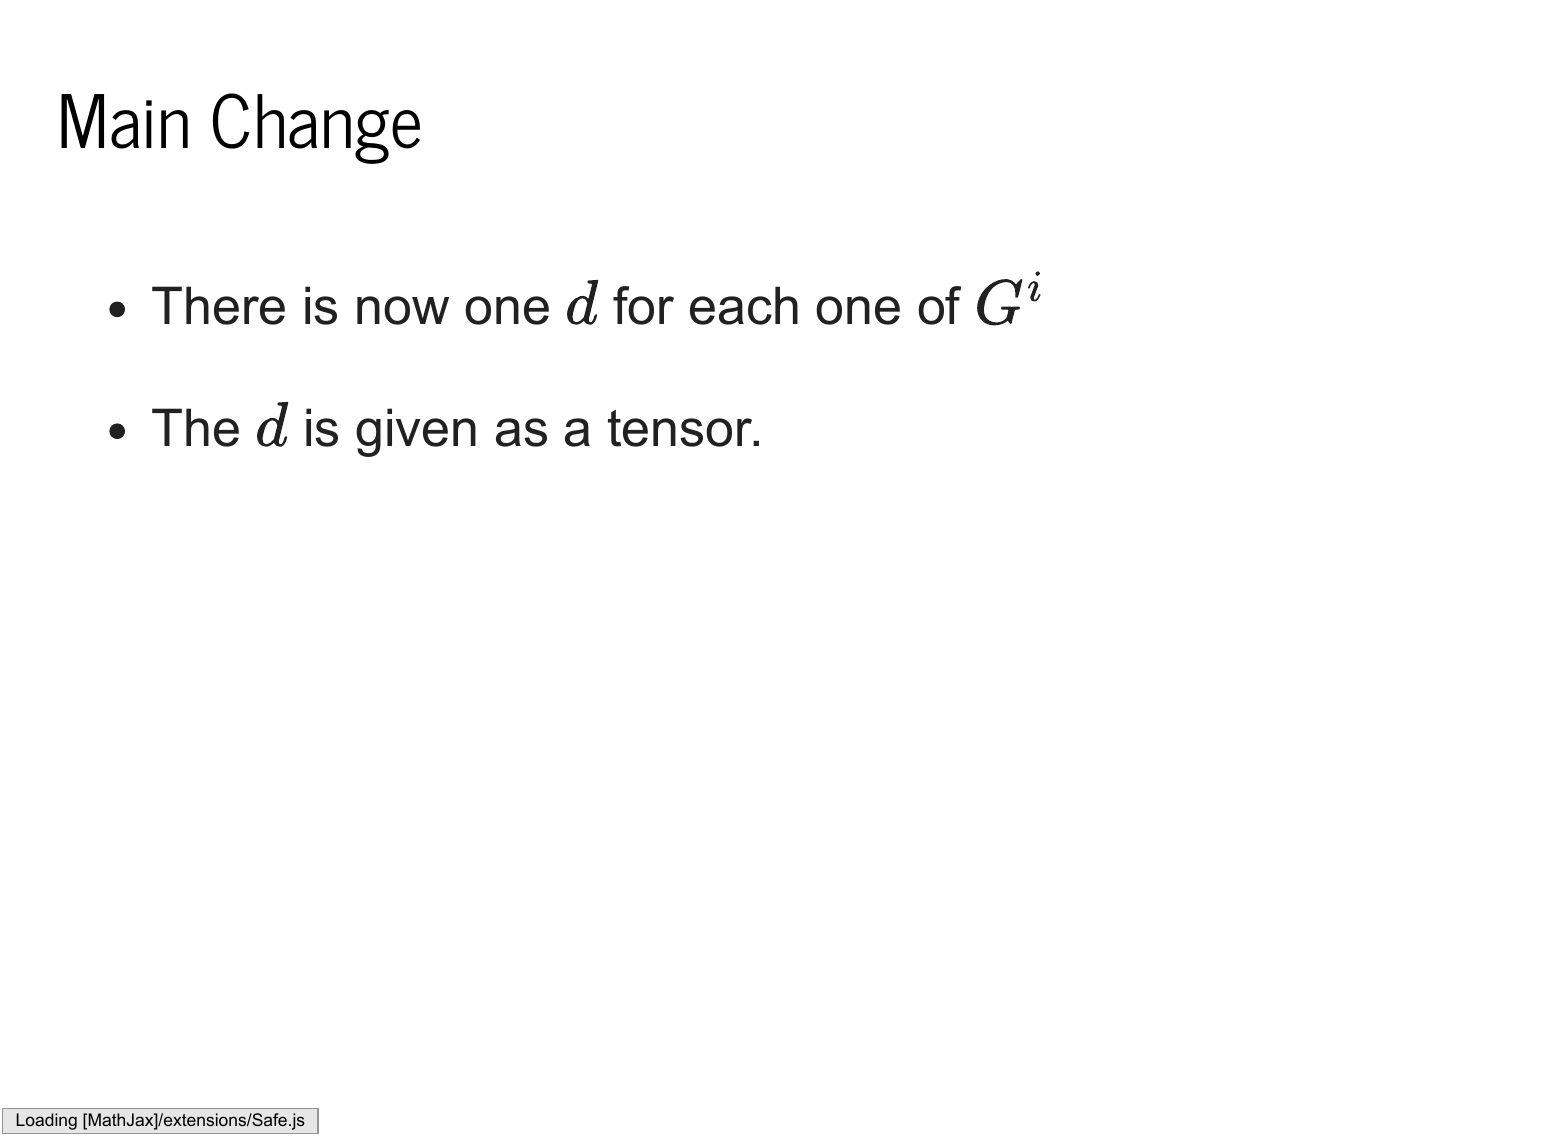 Main Change
• There is now one d for each one of G^i
• The d is given as a tensor.
Loading [MathJax]/extensions/Safe.js